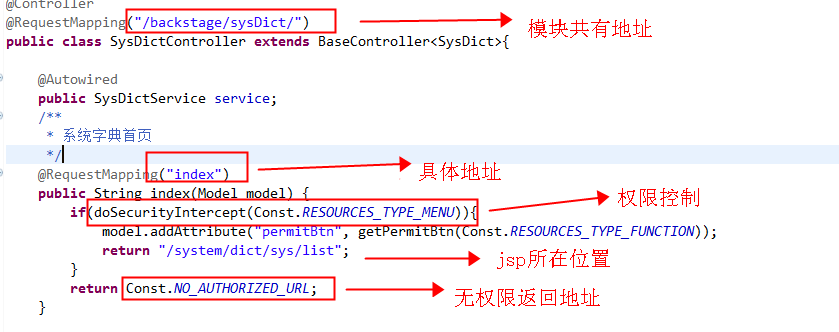 @Controller
@RequestMapping("/backstage/sysDict/")
模块共有地址
public class SysDictController extends BaseController<SysDict>{
@Autowired
public SysDictService service;
/**
* 系统字典首页
*/
@RequestMapping("index")
具体地址
public String index(Model model) {
if(doSecurityIntercept(Const.RESOURCES_TYPE_MENU)){
权限控制
model.addAttribute("permitBtn", getPermitBtn(Const.RESOURCES_TYPE_FUNCTION));
return "/system/dict/sys/list";
jsp所在位置
}
return Const.NO_AUTHORIZED_URL;
无权限返回地址
}